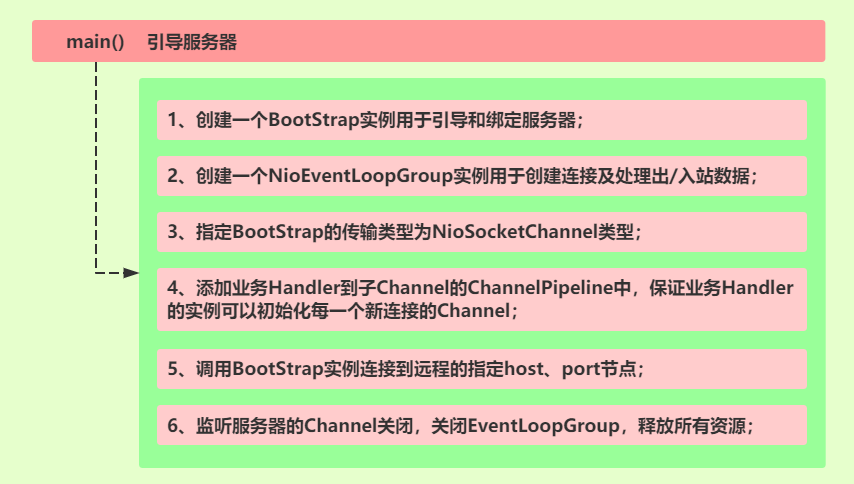 main() 引导服务器
1、创建一个BootStrap实例用于引导和绑定服务器；
2、创建一个NioEventLoopGroup实例用于创建连接及处理出/入站数据；
3、指定BootStrap的传输类型为NioSocketChannel类型；
4、添加业务Handler到子Channel的ChannelPipeline中，保证业务Handler
的实例可以初始化每一个新连接的Channel；
5、调用BootStrap实例连接到远程的指定host、port节点；
6、监听服务器的Channel关闭，关闭EventLoopGroup，释放所有资源；